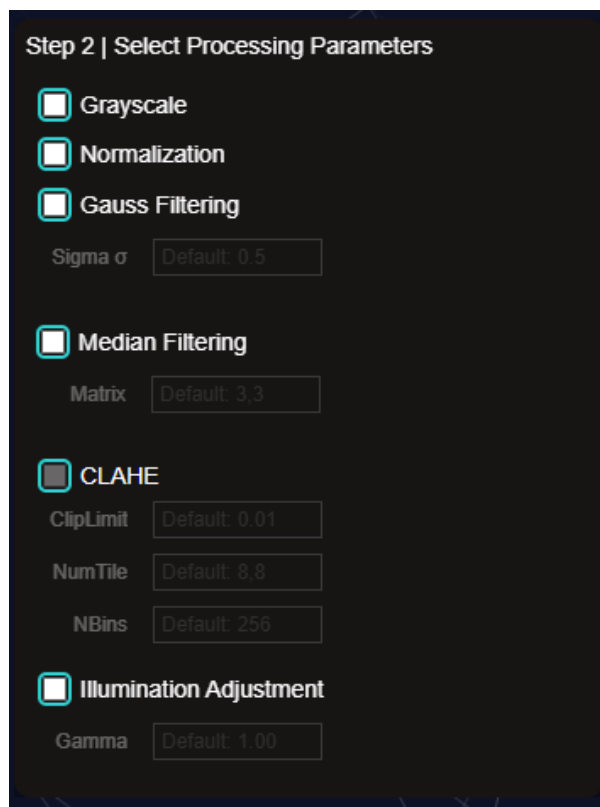 Step 2 | Select Processing Parameters
Grayscale
Normalization
Gauss Filtering
Sigma σ Default: 0.5
Median Filtering
Matrix Default: 3,3
CLAHE
ClipLimit Default: 0.01
NumTile Default: 8,8
NBins Default: 256
Illumination Adjustment
Gamma Default: 1.00